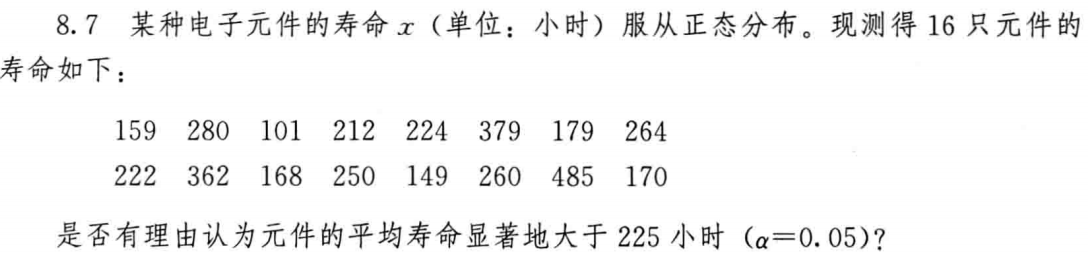 8.7 某种电子元件的寿命 x（单位：小时）服从正态分布。现测得 16 只元件的
寿命如下：
159 280 101 212 224 379 179 264
222 362 168 250 149 260 485 170
是否有理由认为元件的平均寿命显著地大于 225 小时（α=0.05）?